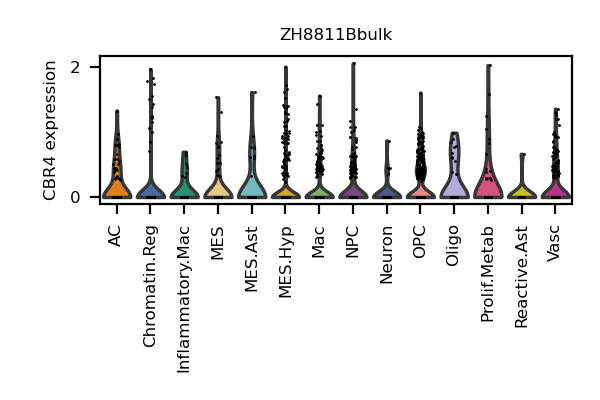 ZH8811Bbulk
CBR4 expression
2
0
AC
Chromatin.Reg
Inflammatory.Mac
MES
MES.Ast
MES.Hyp
Mac
NPC
Neuron
OPC
Oligo
Prolif.Metab
Reactive.Ast
Vasc